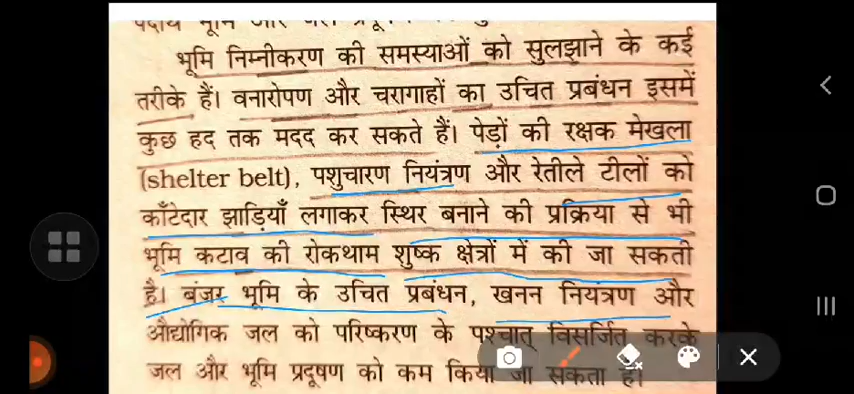 भूमि निम्नीकरण की समस्याओं को सुलझाने के कई
तरीके हैं। वनारोपण और चरागाहों का उचित प्रबंधन इसमें
कुछ हद तक मदद कर सकते हैं। पेड़ों की रक्षक मेखला
(shelter belt), पशुचारण नियंत्रण और रेतीले टीलों को
काँटेदार झाड़ियाँ लगाकर स्थिर बनाने की प्रक्रिया से भी
भूमि कटाव की रोकथाम शुष्क क्षेत्रों में की जा सकती
है। बंजर भूमि के उचित प्रबंधन, खनन नियंत्रण और
औद्योगिक जल को परिष्करण के पश्चात् विसर्जित करके
जल और भूमि प्रदूषण को कम किया जा सकता है।